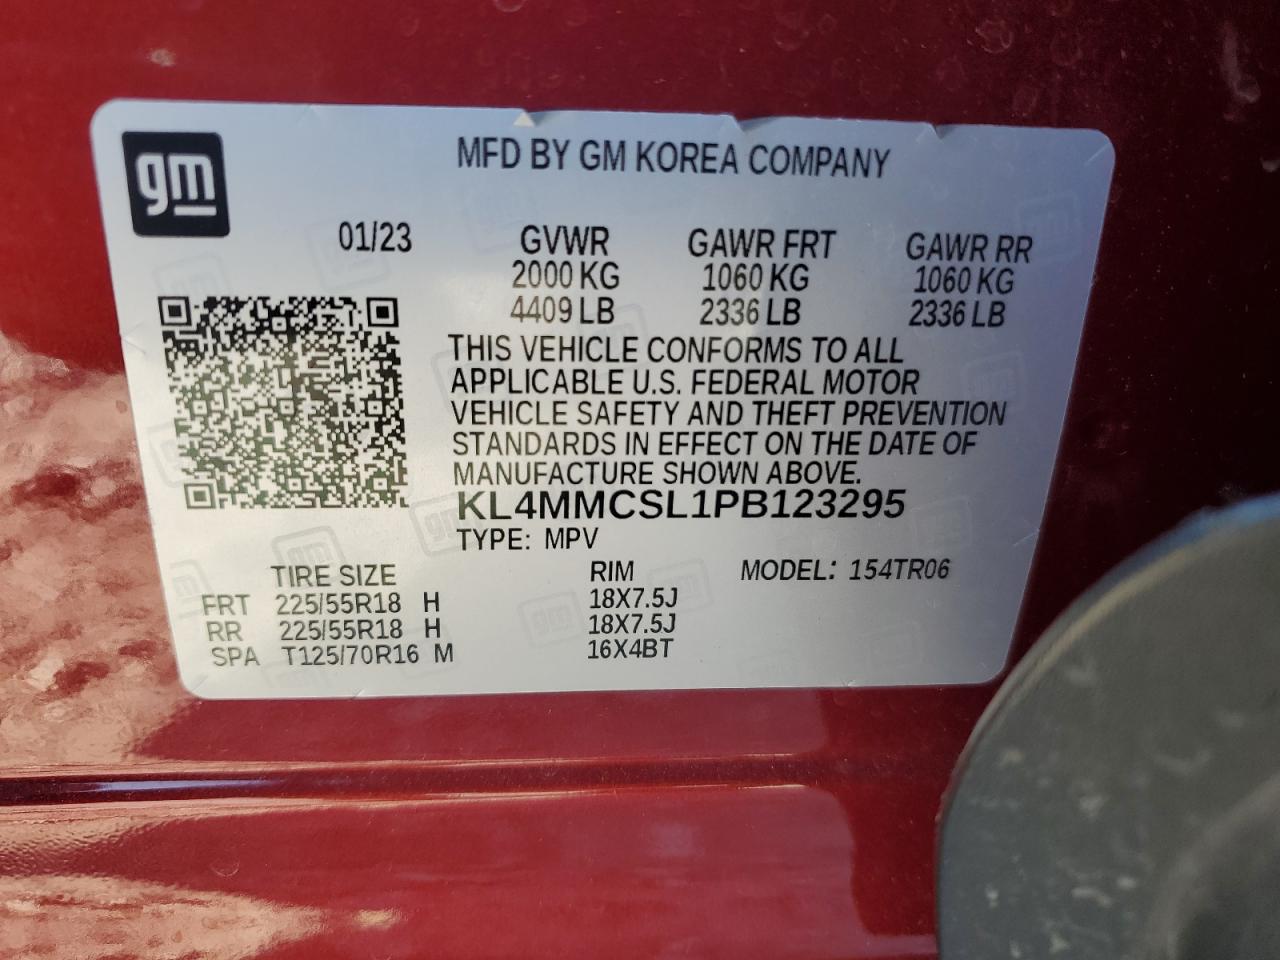 gm
MFD BY GM KOREA COMPANY
01/23 GVWR GAWR FRT GAWR RR
2000 KG 1060 KG 1060 KG
4409 LB 2336 LB 2336 LB
THIS VEHICLE CONFORMS TO ALL
APPLICABLE U.S. FEDERAL MOTOR
VEHICLE SAFETY AND THEFT PREVENTION
STANDARDS IN EFFECT ON THE DATE OF
MANUFACTURE SHOWN ABOVE.
KL4MMCSL1PB123295
TYPE: MPV
TIRE SIZE RIM MODEL: 154TR06
FRT 225/55R18 H 18X7.5J
RR 225/55R18 H 18X7.5J
SPA T125/70R16 M 16X4BT